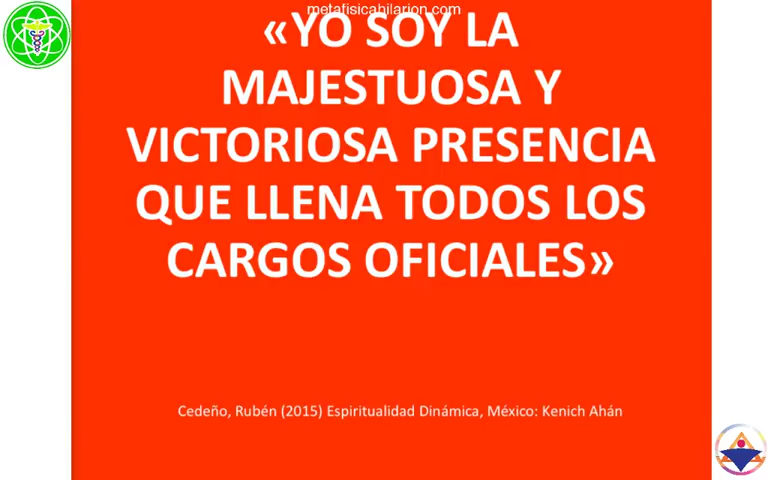 metafisicahilarion.com
«YO SOY LA
MAJESTUOSA Y
VICTORIOSA PRESENCIA
QUE LLENA TODOS LOS
CARGOS OFICIALES»
Cedeño, Rubén (2015) Espiritualidad Dinámica, México: Kenich Ahán